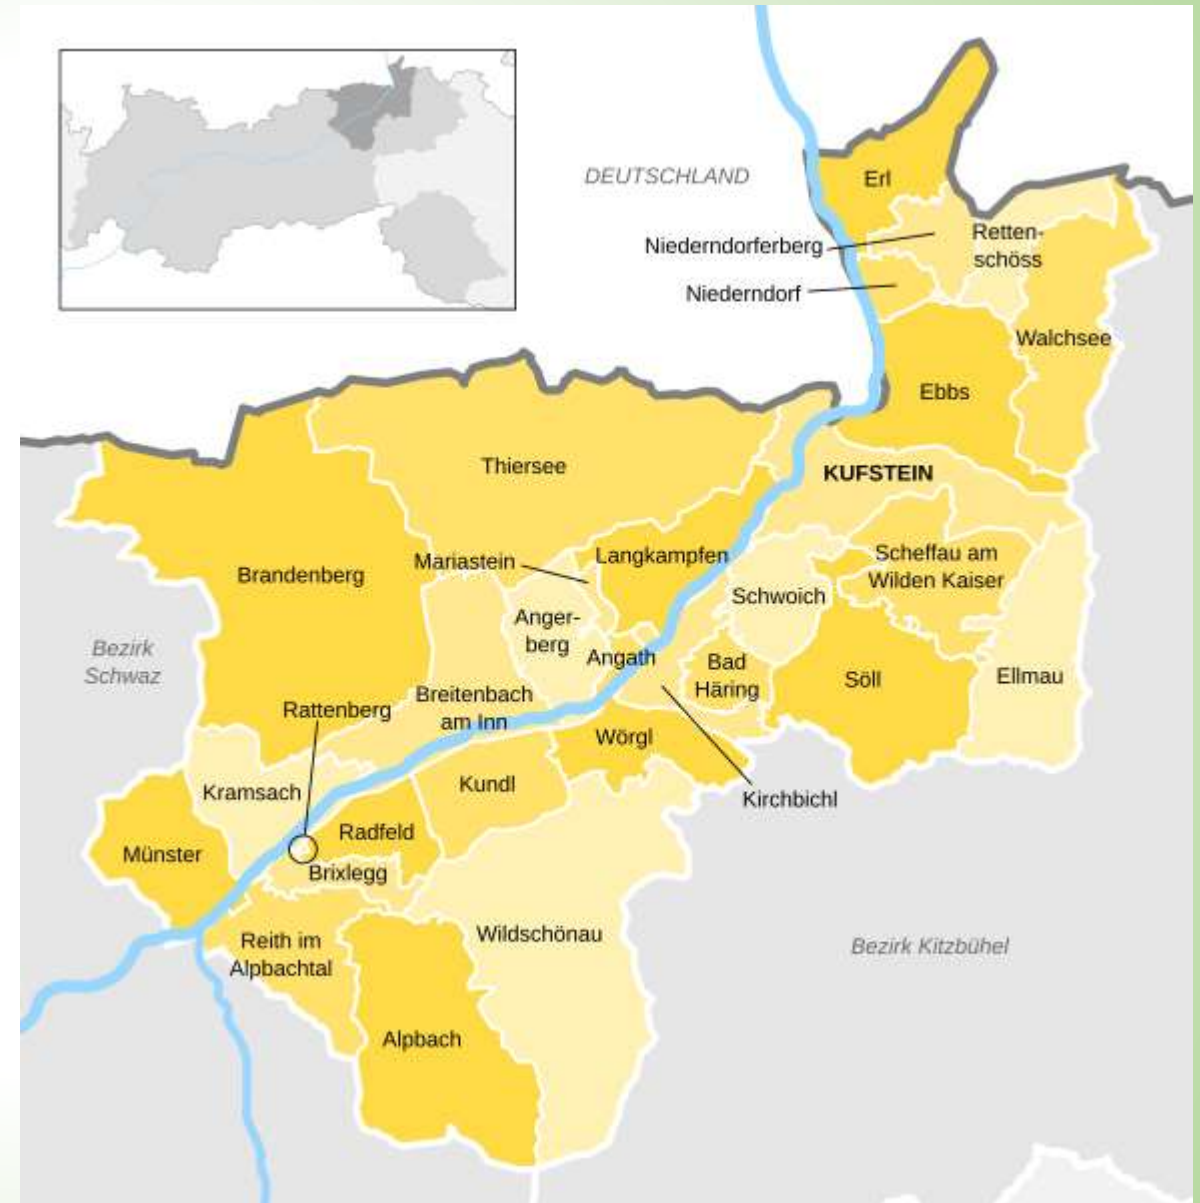 DEUTSCHLAND
Erl
Niederndorferberg
Retten-
schöss
Niederndorf
Walchsee
Ebbs
Thiersee
KUFSTEIN
Mariastein
Langkampfen
Scheffau am
Wilden Kaiser
Brandenberg
Schwoich
Anger-
berg
Angath
Bad
Häring
Söll
Ellmau
Bezirk
Schwaz
Rattenberg
Breitenbach
am Inn
Wörgl
Kramsach
Kundl
Kirchbichl
Münster
Radfeld
Brixlegg
Reith im
Alpbachtal
Wildschönau
Bezirk Kitzbühel
Alpbach